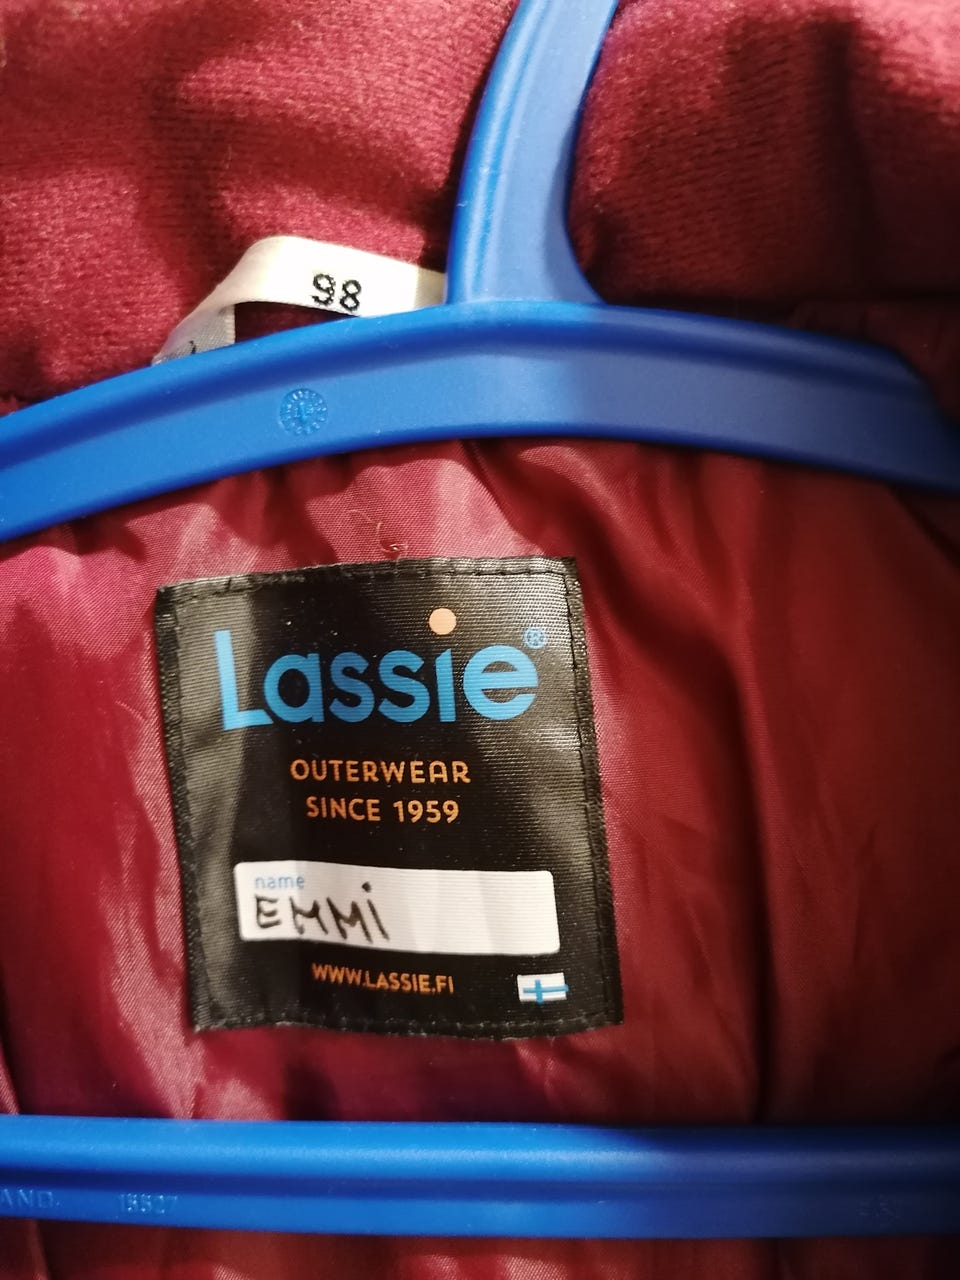 98
Lassie®
OUTERWEAR
SINCE 1959
name
EMMi
WWW.LASSIE.FI